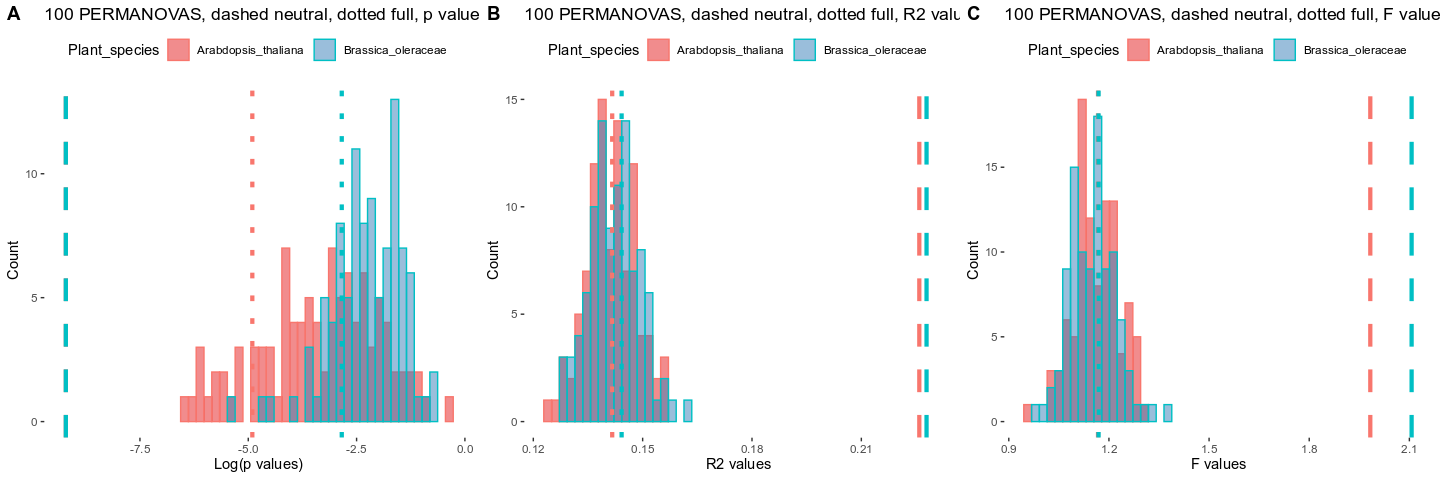 A 100 PERMANOVAS, dashed neutral, dotted full, p value
Plant_species Arabdopsis_thaliana Brassica_oleraceae
Count
10
5
0
-7.5 -5.0 -2.5 0.0
Log(p values)
B 100 PERMANOVAS, dashed neutral, dotted full, R2 valu
Plant_species Arabdopsis_thaliana Brassica_oleraceae
Count
15
10
5
0
0.12 0.15 0.18 0.21
R2 values
C 100 PERMANOVAS, dashed neutral, dotted full, F value
Plant_species Arabdopsis_thaliana Brassica_oleraceae
Count
15
10
5
0
0.9 1.2 1.5 1.8 2.1
F values